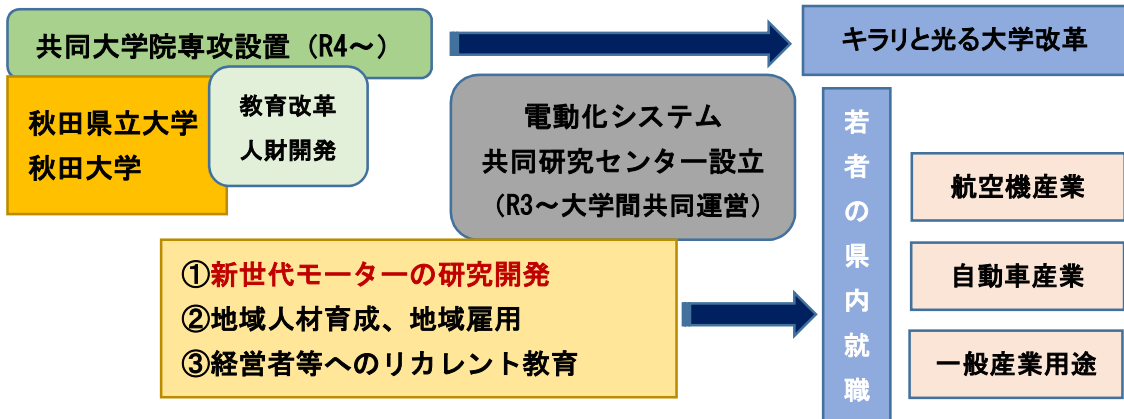 共同大学院専攻設置（R4～）
キラリと光る大学改革
秋田県立大学
秋田大学
教育改革
人財開発
電動化システム
共同研究センター設立
（R3～大学間共同運営）
①新世代モーターの研究開発
②地域人材育成、地域雇用
③経営者等へのリカレント教育
若者の県内就職
航空機産業
自動車産業
一般産業用途